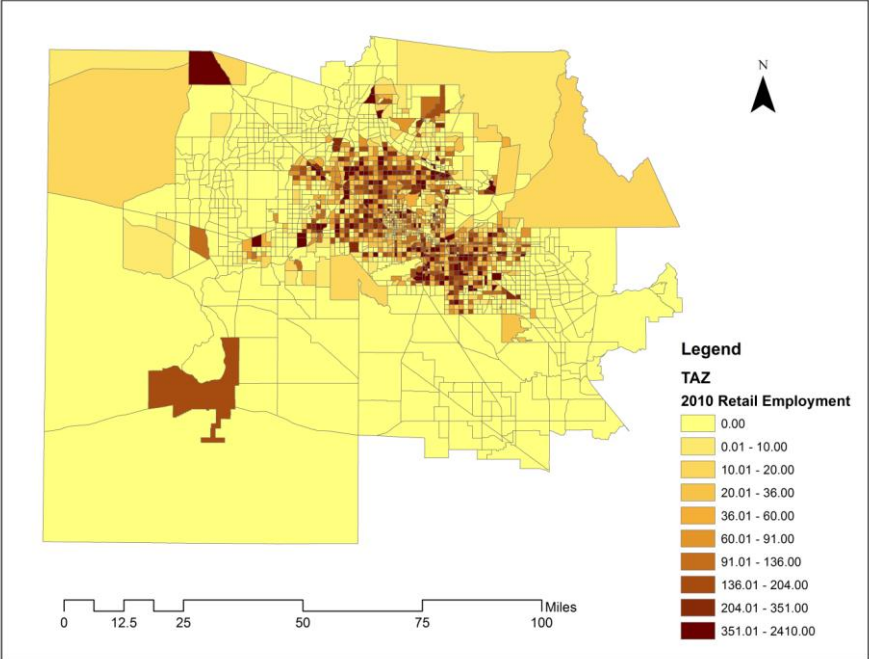 N
Legend
TAZ
2010 Retail Employment
0.00
0.01 - 10.00
10.01 - 20.00
20.01 - 36.00
36.01 - 60.00
60.01 - 91.00
91.01 - 136.00
136.01 - 204.00
204.01 - 351.00
351.01 - 2410.00
Miles
0 12.5 25 50 75 100